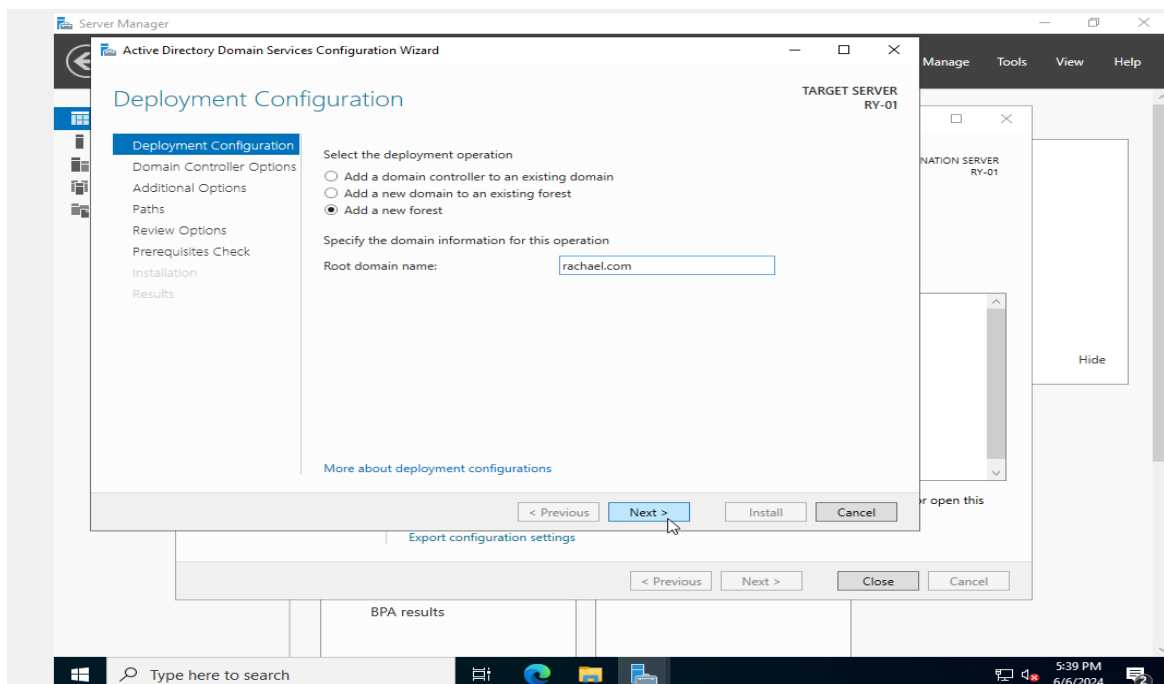 Server Manager
Active Directory Domain Services Configuration Wizard
Manage Tools View Help
Deployment Configuration
TARGET SERVER
RY-01
Deployment Configuration
Domain Controller Options
Additional Options
Paths
Review Options
Prerequisites Check
Installation
Results
Select the deployment operation
Add a domain controller to an existing domain
Add a new domain to an existing forest
Add a new forest
Specify the domain information for this operation
Root domain name: rachael.com
More about deployment configurations
< Previous Next > Install Cancel
NATION SERVER
RY-01
Hide
or open this
Export configuration settings
< Previous Next > Close Cancel
BPA results
Type here to search
5:39 PM
6/6/2024
2